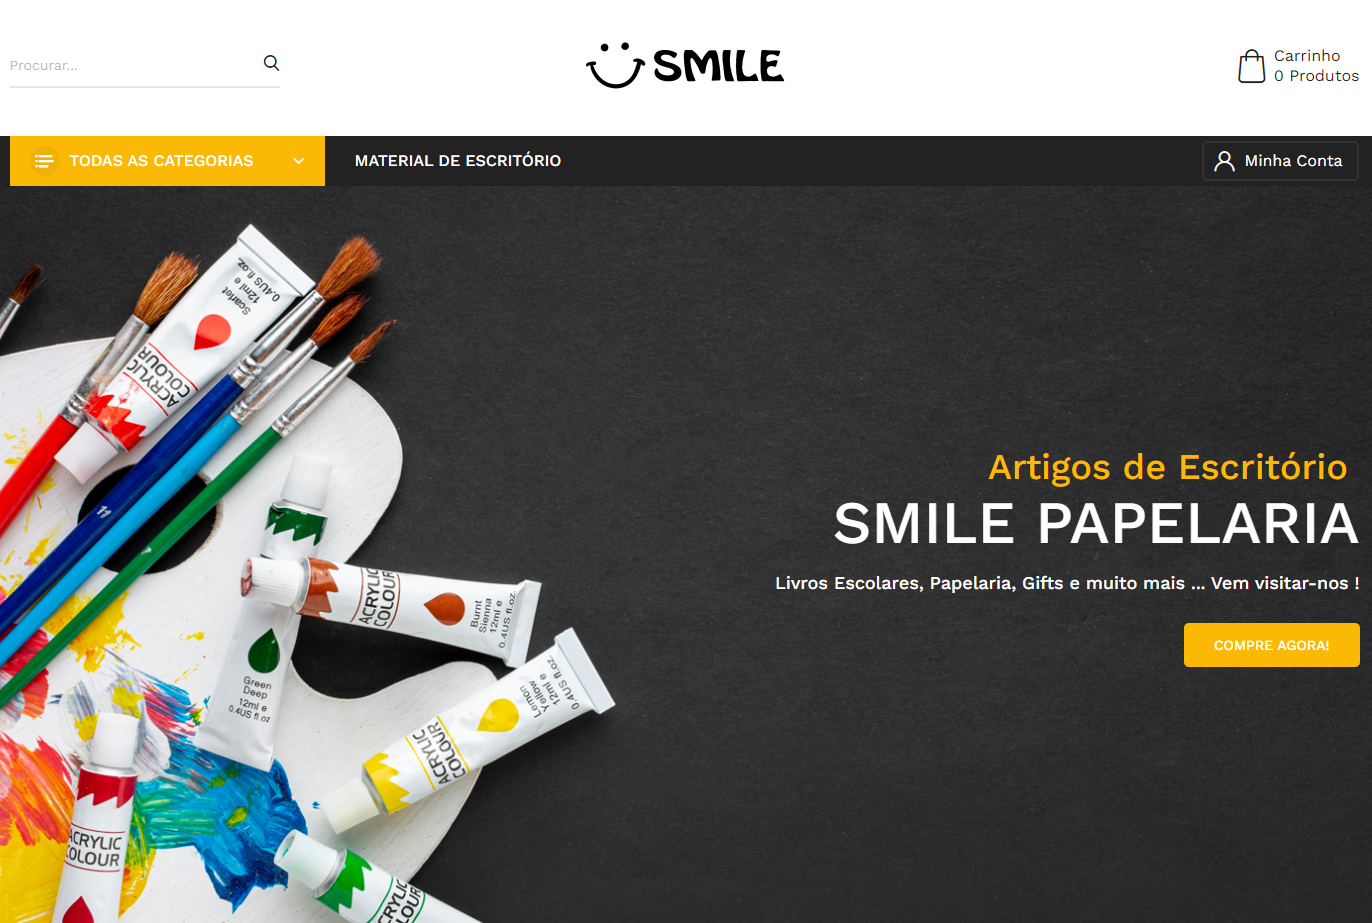 Procurar...
SMILE
Carrinho
0 Produtos
TODAS AS CATEGORIAS
MATERIAL DE ESCRITÓRIO
Minha Conta
Scarlet
12ml e
0.4US fl.oz.
ACRYLIC
COLOUR
11
Artigos de Escritório
SMILE PAPELARIA
Livros Escolares, Papelaria, Gifts e muito mais ... Vem visitar-nos !
COMPRE AGORA!
ACRYLIC
COLOUR
Burnt
Sienna
12ml e
0.4US fl.oz.
Green
Deep
12ml e
0.4US fl.oz
Lemon
Yellow
12ml e
0.4US fl.oz.
ACRYLIC
COLOUR
ACRYLIC
COLOUR